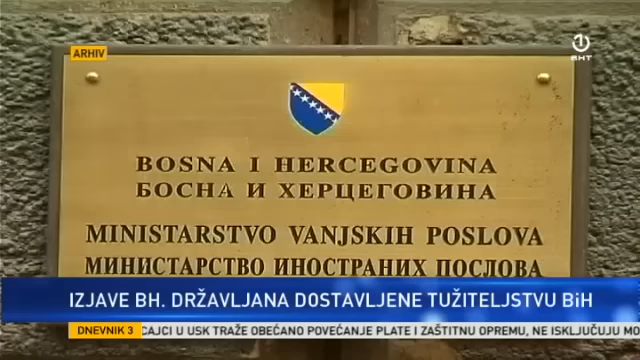 ARHIV
BHT
BOSNA I HERCEGOVINA
БОСНА И ХЕРЦЕГОВИНА
MINISTARSTVO VANJSKIH POSLOVA
МИНИСТАРСТВО ИНОСТРАНИХ ПОСЛОВА
IZJAVE BH. DRŽAVLJANA DOSTAVLJENE TUŽITELJSTVU BiH
DNEVNIK 3
CAJCI U USK TRAŽE OBEĆANO POVEĆANJE PLATE I ZAŠTITNU OPREMU, NE ISKLJUČUJU MO